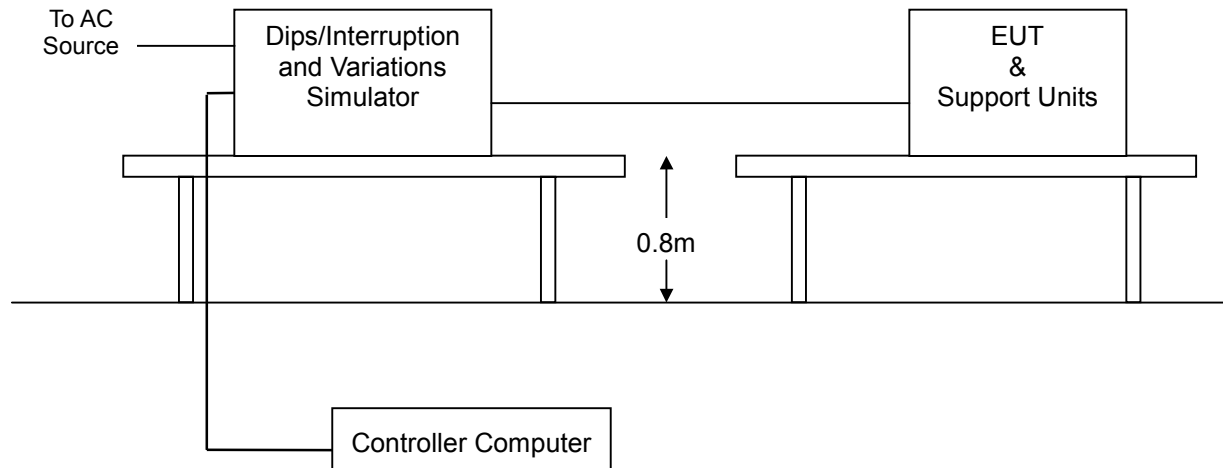 To AC
Source
Dips/Interruption
and Variations
Simulator
EUT
&
Support Units
0.8m
Controller Computer